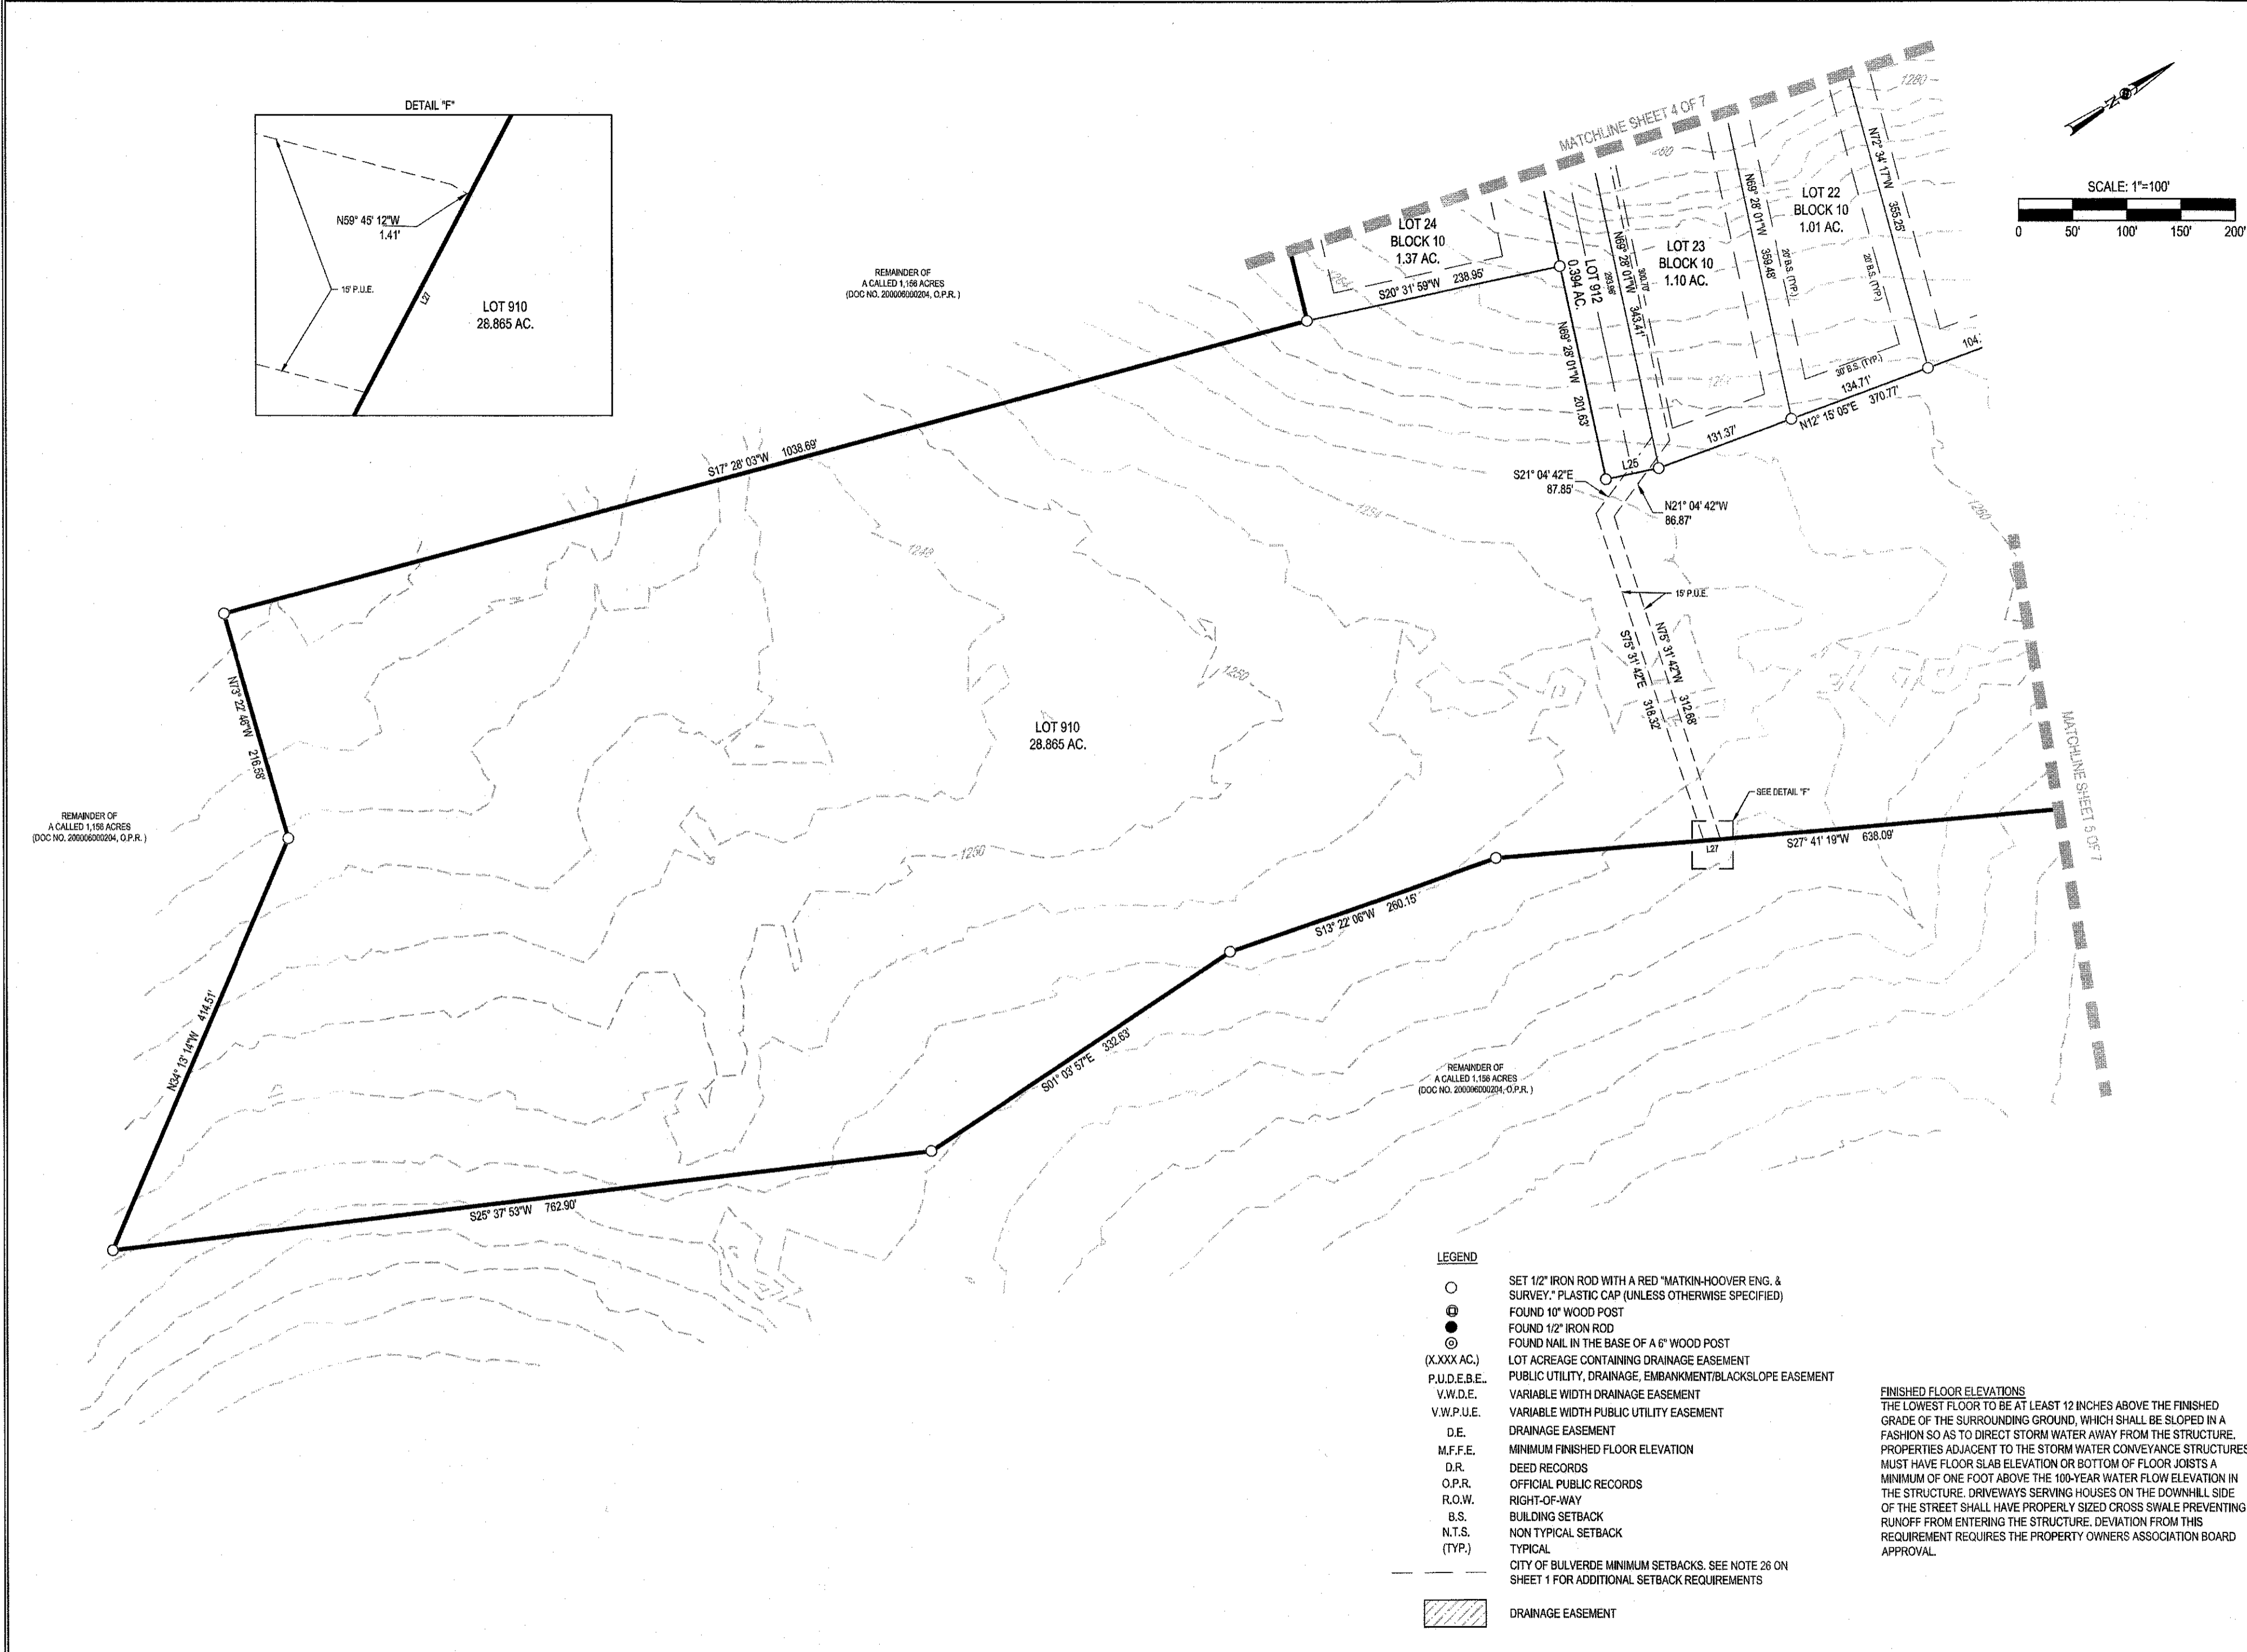 DETAIL "F"
N59° 45' 12"W
1.41'
15' P.U.E.
L27
LOT 910
28.865 AC.
REMAINDER OF
A CALLED 1,156 ACRES
(DOC NO. 200006000204, O.P.R. )
MATCHLINE SHEET 4 OF 7
1280
SCALE: 1"=100'
0 50' 100' 150' 200'
LOT 24
BLOCK 10
1.37 AC.
S20° 31' 59"W 238.95'
LOT 912
0.394 AC.
N69° 28' 01"W 201.63'
N69° 28' 01"W 343.41'
293.96'
300.70'
LOT 23
BLOCK 10
1.10 AC.
N69° 28' 01"W 359.48'
20' B.S. (TYP.)
LOT 22
BLOCK 10
1.01 AC.
20' B.S. (TYP.)
N72° 34' 17"W 355.25'
30' B.S. (TYP.)
134.71'
N12° 15' 05"E 370.77'
104.
131.37'
L25
S21° 04' 42"E
87.85'
N21° 04' 42"W
86.87'
S17° 28' 03"W 1038.69'
1254
1248
1260
15' P.U.E.
N75° 31' 42"W 312.68'
S75° 31' 42"E 318.32'
N73° 22' 46"W 216.58'
1250
LOT 910
28.865 AC.
MATCHLINE SHEET 5 OF 7
SEE DETAIL "F"
L27
S27° 41' 19"W 638.09'
REMAINDER OF
A CALLED 1,156 ACRES
(DOC NO. 200006000204, O.P.R. )
1250
S13° 22' 06"W 260.15'
N34° 13' 14"W 414.51'
S01° 03' 57"E 332.63'
REMAINDER OF
A CALLED 1,156 ACRES
(DOC NO. 200006000204, O.P.R. )
S25° 37' 53"W 762.90'
LEGEND
SET 1/2" IRON ROD WITH A RED "MATKIN-HOOVER ENG. &
SURVEY." PLASTIC CAP (UNLESS OTHERWISE SPECIFIED)
FOUND 10" WOOD POST
FOUND 1/2" IRON ROD
FOUND NAIL IN THE BASE OF A 6" WOOD POST
(X.XXX AC.) LOT ACREAGE CONTAINING DRAINAGE EASEMENT
P.U.D.E.B.E.. PUBLIC UTILITY, DRAINAGE, EMBANKMENT/BLACKSLOPE EASEMENT
V.W.D.E. VARIABLE WIDTH DRAINAGE EASEMENT
V.W.P.U.E. VARIABLE WIDTH PUBLIC UTILITY EASEMENT
D.E. DRAINAGE EASEMENT
M.F.F.E. MINIMUM FINISHED FLOOR ELEVATION
D.R. DEED RECORDS
O.P.R. OFFICIAL PUBLIC RECORDS
R.O.W. RIGHT-OF-WAY
B.S. BUILDING SETBACK
N.T.S. NON TYPICAL SETBACK
(TYP.) TYPICAL
CITY OF BULVERDE MINIMUM SETBACKS. SEE NOTE 26 ON
SHEET 1 FOR ADDITIONAL SETBACK REQUIREMENTS
DRAINAGE EASEMENT
FINISHED FLOOR ELEVATIONS
THE LOWEST FLOOR TO BE AT LEAST 12 INCHES ABOVE THE FINISHED
GRADE OF THE SURROUNDING GROUND, WHICH SHALL BE SLOPED IN A
FASHION SO AS TO DIRECT STORM WATER AWAY FROM THE STRUCTURE.
PROPERTIES ADJACENT TO THE STORM WATER CONVEYANCE STRUCTURES
MUST HAVE FLOOR SLAB ELEVATION OR BOTTOM OF FLOOR JOISTS A
MINIMUM OF ONE FOOT ABOVE THE 100-YEAR WATER FLOW ELEVATION IN
THE STRUCTURE. DRIVEWAYS SERVING HOUSES ON THE DOWNHILL SIDE
OF THE STREET SHALL HAVE PROPERLY SIZED CROSS SWALE PREVENTING
RUNOFF FROM ENTERING THE STRUCTURE. DEVIATION FROM THIS
REQUIREMENT REQUIRES THE PROPERTY OWNERS ASSOCIATION BOARD
APPROVAL.